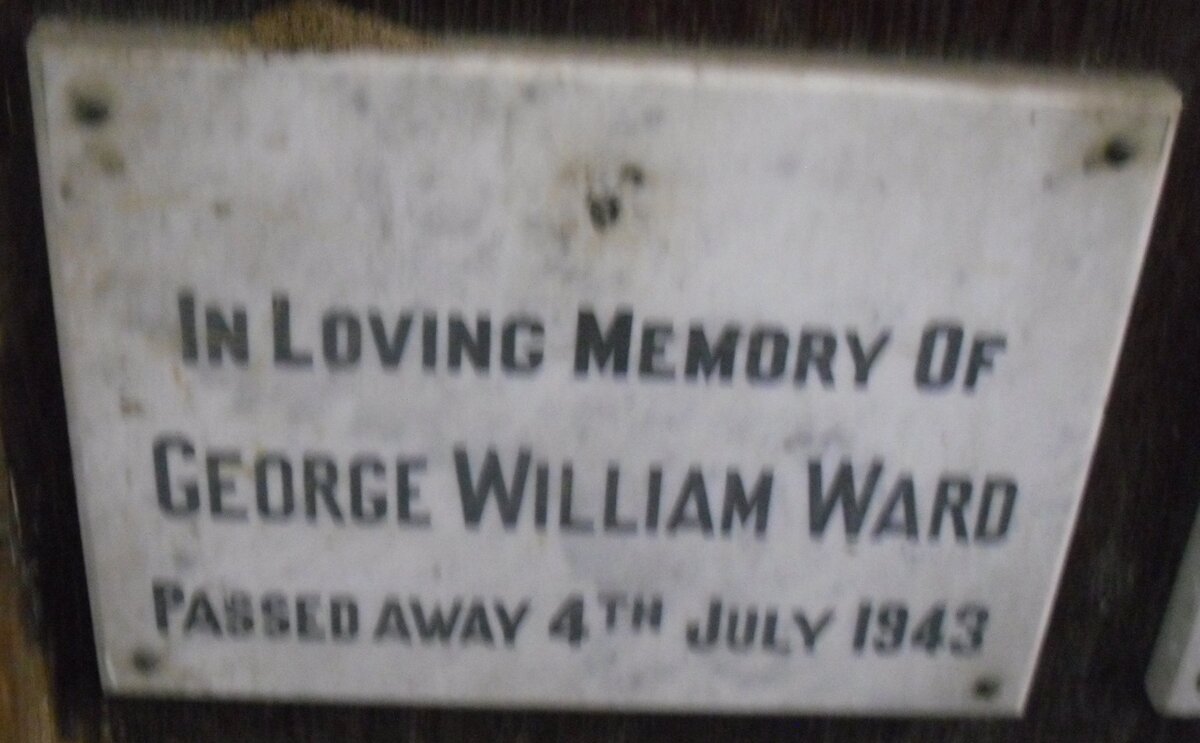 In Loving Memory Of
George William Ward
Passed away 4th July 1943